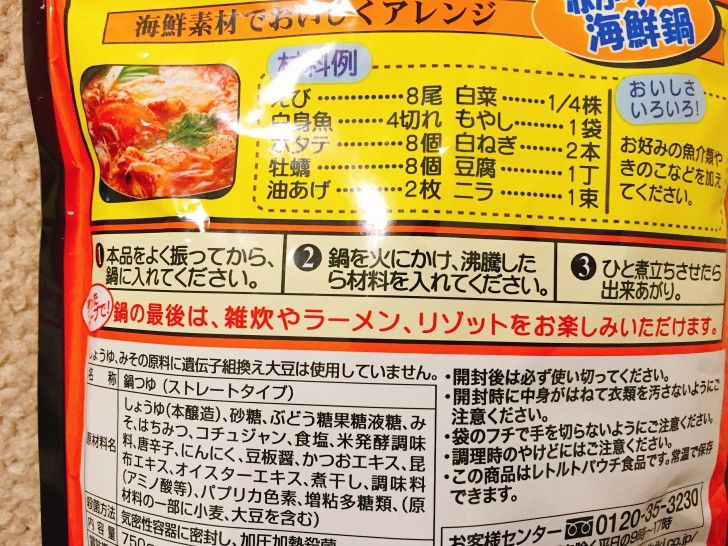 海鮮素材でおいしくアレンジ
海鮮鍋
材料例
えび………8尾 白菜………1/4株
白身魚………4切れ もやし………1袋
ホタテ………8個 白ねぎ………2本
牡蠣………8個 豆腐………1丁
油あげ………2枚 ニラ………1束
おいしさ
いろいろ!
お好みの魚介類や
きのこなどを加え
てください。
❶本品をよく振ってから、
鍋に入れてください。
❷鍋を火にかけ、沸騰した
ら材料を入れてください。
❸ひと煮立ちさせたら
出来あがり。
鍋の最後は、雑炊やラーメン、リゾットをお楽しみいただけます。
しょうゆ、みその原料に遺伝子組換え大豆は使用していません。
名称 鍋つゆ(ストレートタイプ)
原材料名
しょうゆ(本醸造)、砂糖、ぶどう糖果糖液糖、み
そ、はちみつ、コチュジャン、食塩、米発酵調味
料、唐辛子、にんにく、豆板醤、かつおエキス、昆
布エキス、オイスターエキス、煮干し、調味料
(アミノ酸等)、パプリカ色素、増粘多糖類、(原
材料の一部に小麦、大豆を含む)
殺菌方法 気密性容器に密封し、加圧加熱殺菌
内容量 750g
・開封後は必ず使い切ってください。
・開封時に中身がはねて衣類を汚さないようにご
注意ください。
・袋のフチで手を切らないようにご注意ください。
・調理時のやけどにはご注意ください。
・この商品はレトルトパウチ食品です。常温で保存
できます。
お客様センター 0120-35-3230
平日の9時~17時